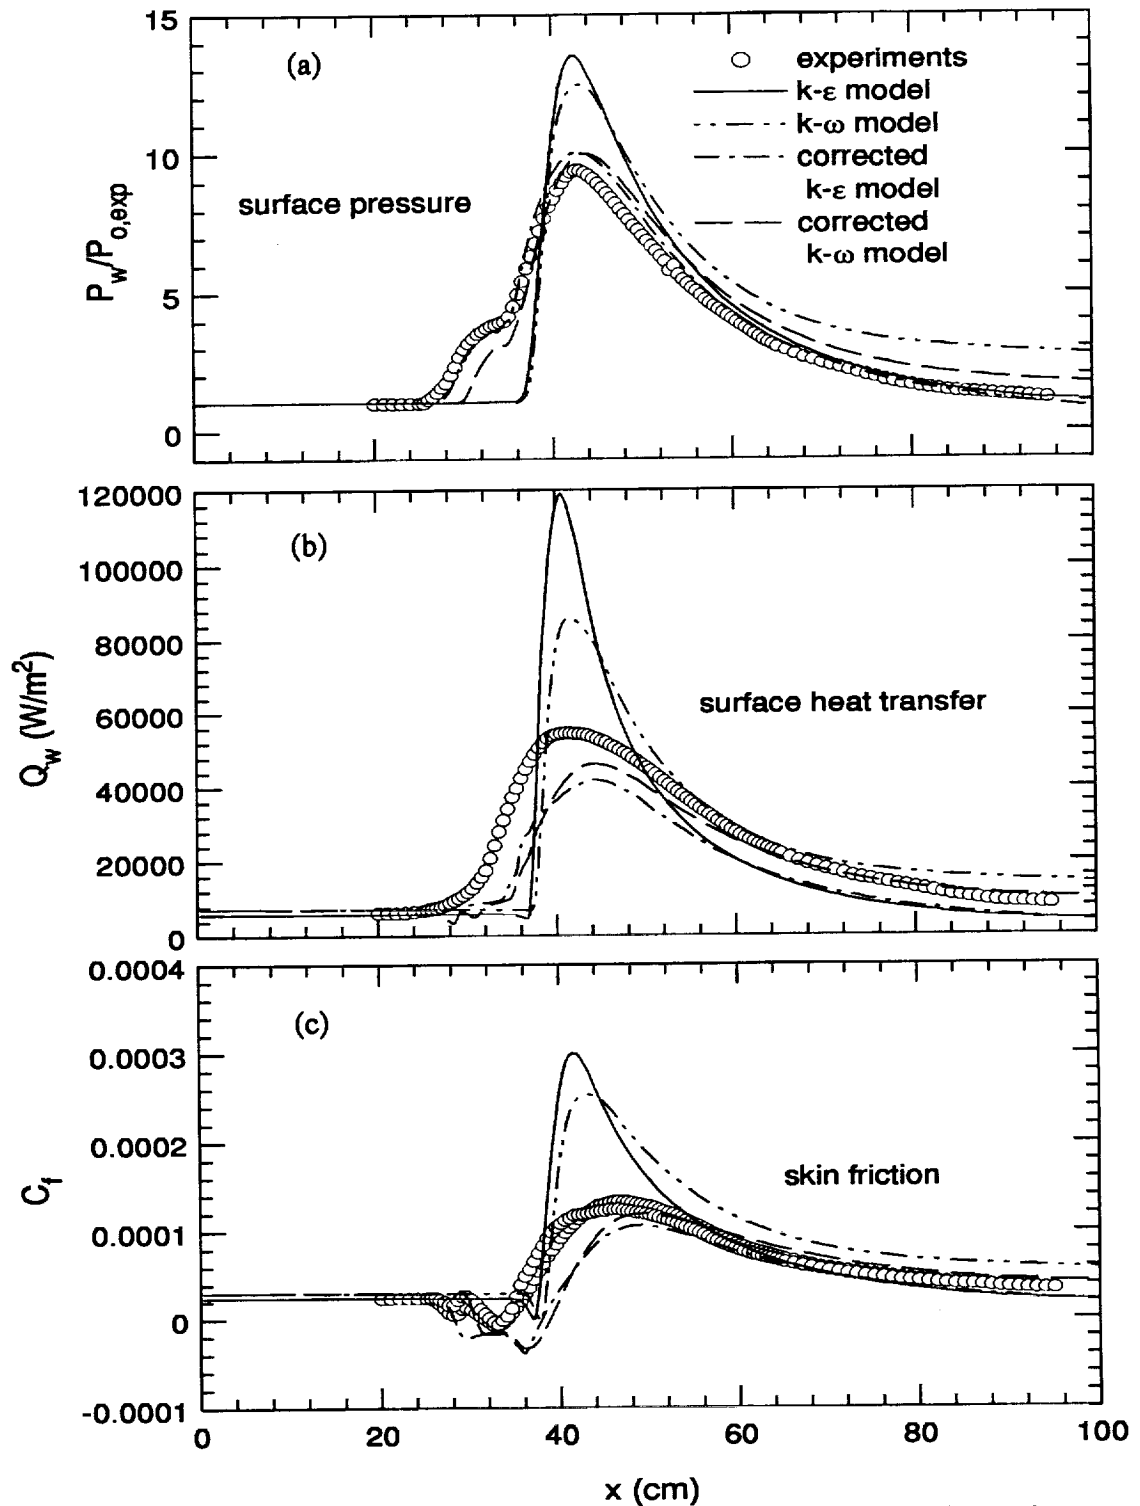 15
10
5
0
P_w/P_o,exp
(a)
surface pressure
experiments
k-ε model
k-ω model
corrected
k-ε model
corrected
k-ω model
120000
100000
80000
60000
40000
20000
0
Q_w (W/m²)
(b)
surface heat transfer
0.0004
0.0003
0.0002
0.0001
0
-0.0001
C_f
(c)
skin friction
0
20
40
60
80
100
x (cm)